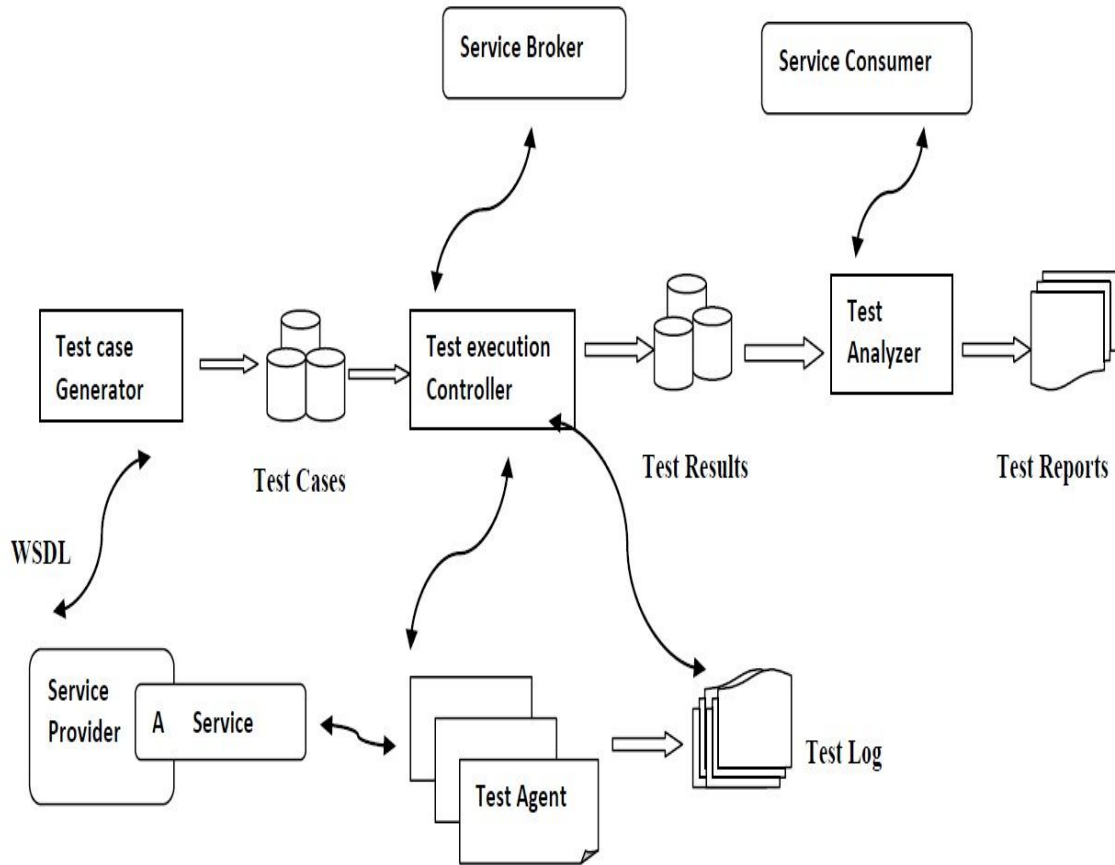 Service Broker
Service Consumer
Test case
Generator
Test execution
Controller
Test
Analyzer
Test Cases
Test Results
Test Reports
WSDL
Service
Provider
A Service
Test Agent
Test Log